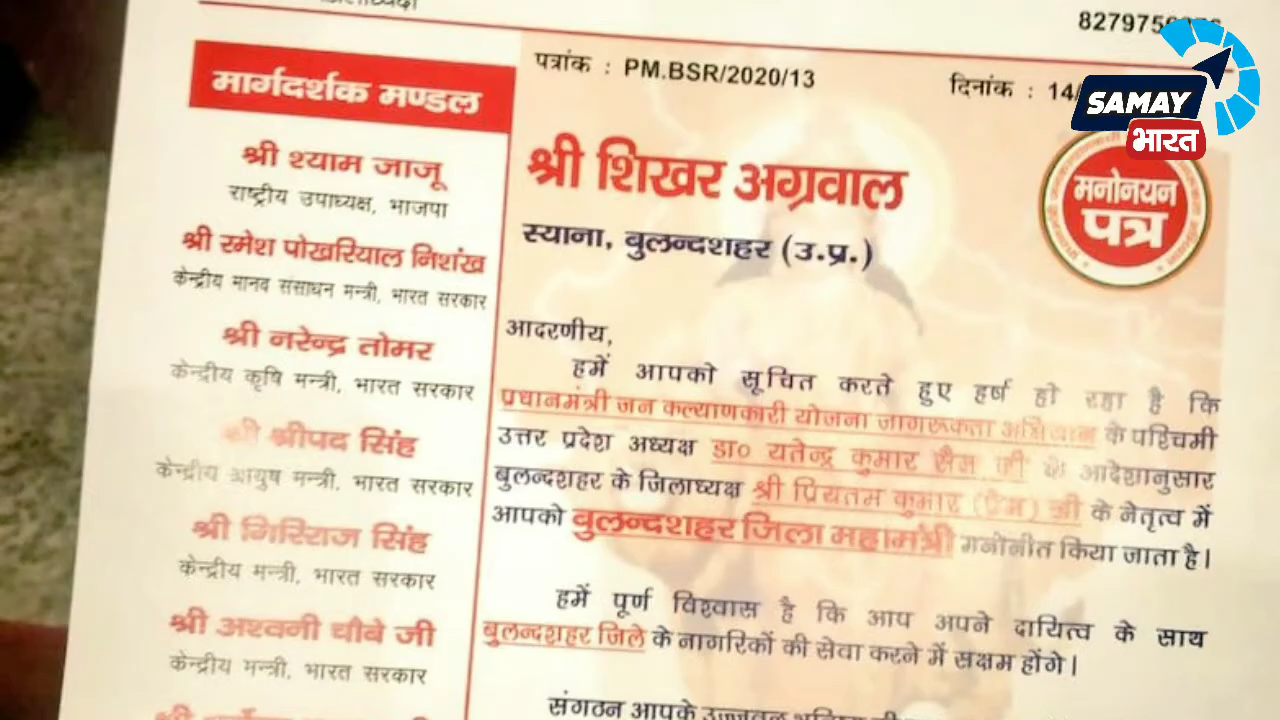 पत्रांक : PM.BSR/2020/13
दिनांक : 14/
SAMAY
भारत
मनोनयन
पत्र
मार्गदर्शक मण्डल
श्री श्याम जाजू
राष्ट्रीय उपाध्यक्ष, भाजपा
श्री रमेश पोखरियाल निशंख
केन्द्रीय मानव संसाधन मन्त्री, भारत सरकार
श्री नरेन्द्र तोमर
केन्द्रीय कृषि मन्त्री, भारत सरकार
श्री श्रीपद सिंह
केन्द्रीय आयुष मन्त्री, भारत सरकार
श्री गिरिराज सिंह
केन्द्रीय मन्त्री, भारत सरकार
श्री अश्वनी चौबे जी
केन्द्रीय मन्त्री, भारत सरकार
श्री शिखर अग्रवाल
स्याना, बुलन्दशहर (उ.प्र.)
आदरणीय,
हमें आपको सूचित करते हुए हर्ष हो रहा है कि
प्रधानमंत्री जन कल्याणकारी योजना जागरूकता अभियान के पश्चिमी
उत्तर प्रदेश अध्यक्ष डा० यतेन्द्र कुमार सैन जी के आदेशानुसार
बुलन्दशहर के जिलाध्यक्ष श्री प्रियतम कुमार (प्रेम) जी के नेतृत्व में
आपको बुलन्दशहर जिला महामंत्री मनोनीत किया जाता है।
हमें पूर्ण विश्वास है कि आप अपने दायित्व के साथ
बुलन्दशहर जिले के नागरिकों की सेवा करने में सक्षम होंगे।
संगठन आपके उज्जवल